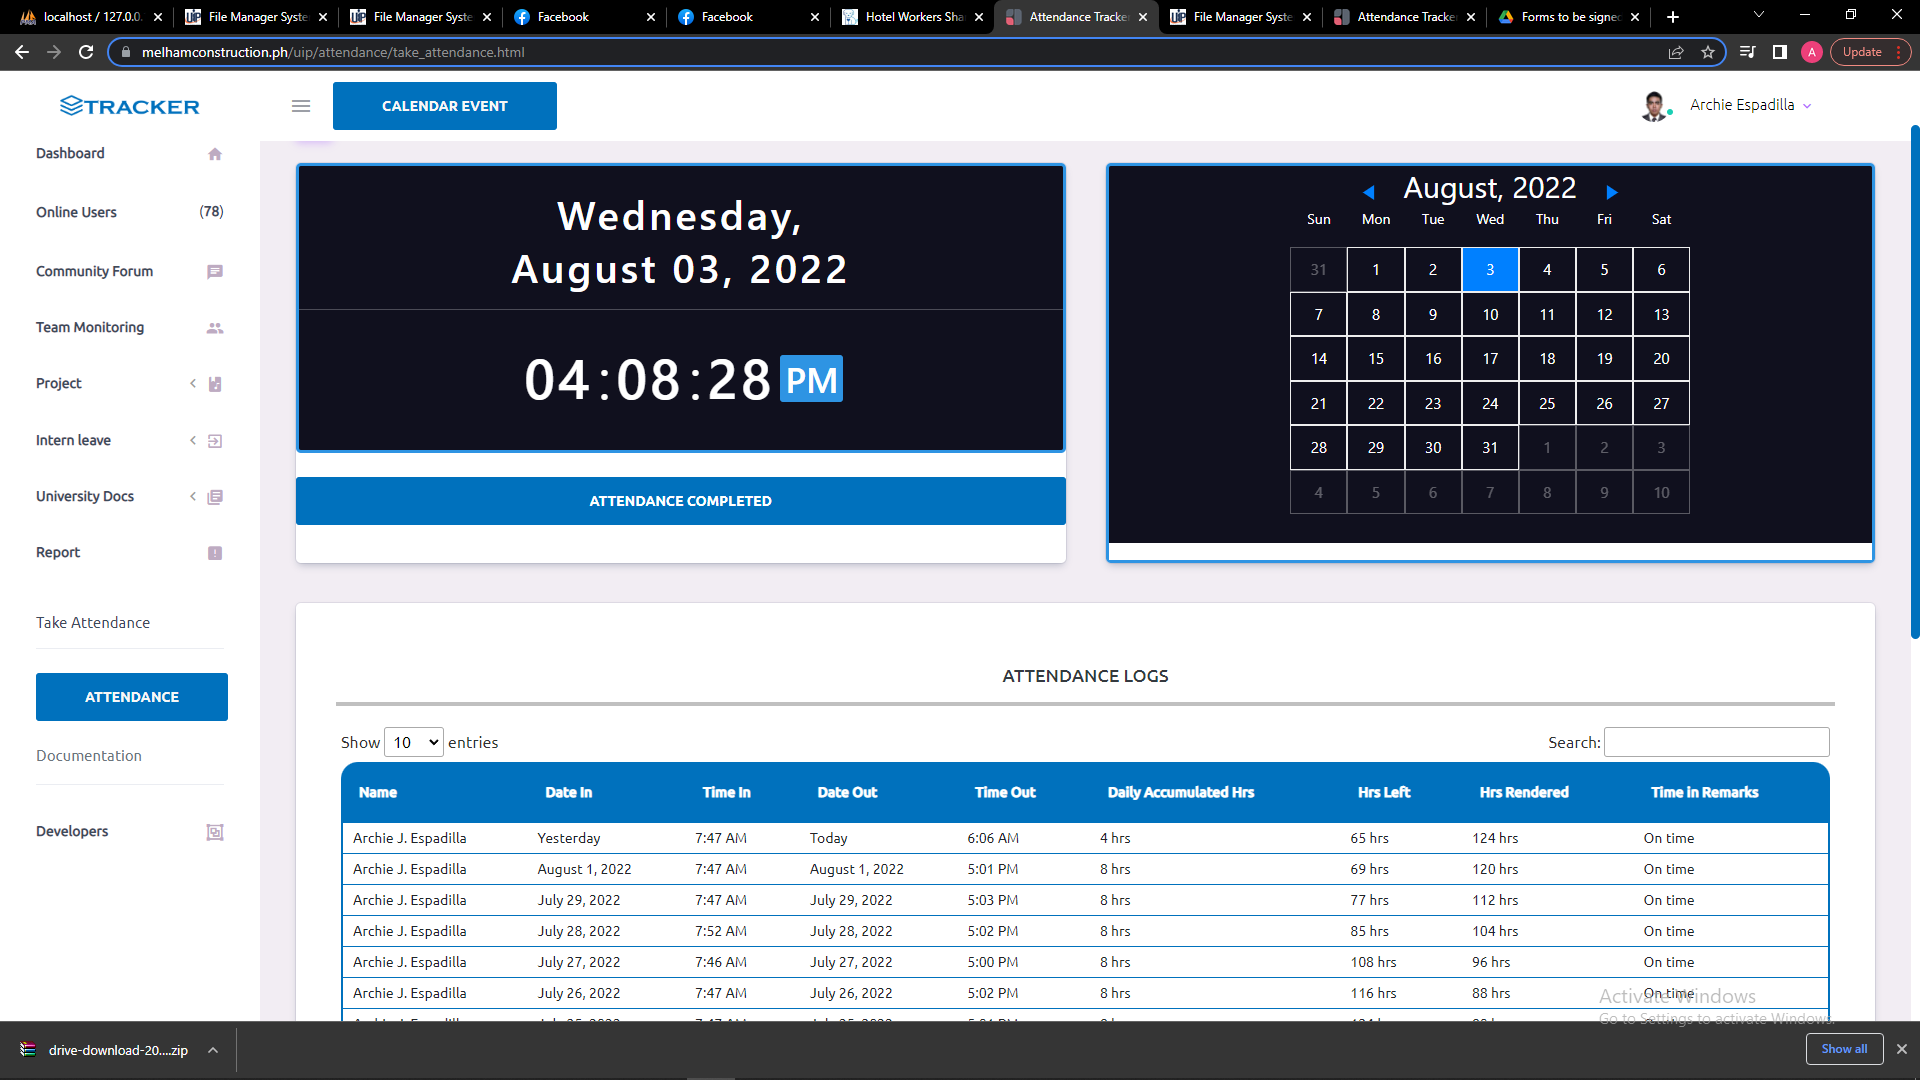 localhost / 127.0.0.
File Manager Syste
File Manager Syste
Facebook
Facebook
Hotel Workers Sha
Attendance Tracke
File Manager Syste
Attendance Tracke
Forms to be signe
melhamconstruction.ph/uip/attendance/take_attendance.html
A
Update
TRACKER
CALENDAR EVENT
Archie Espadilla
Dashboard
Online Users (78)
Community Forum
Team Monitoring
Project
Intern leave
University Docs
Report
Take Attendance
ATTENDANCE
Documentation
Developers
Wednesday,
August 03, 2022
04:08:28 PM
ATTENDANCE COMPLETED
August, 2022
Sun Mon Tue Wed Thu Fri Sat
31 1 2 3 4 5 6
7 8 9 10 11 12 13
14 15 16 17 18 19 20
21 22 23 24 25 26 27
28 29 30 31 1 2 3
4 5 6 7 8 9 10
ATTENDANCE LOGS
Show 10 entries
Search:
Name Date In Time In Date Out Time Out Daily Accumulated Hrs Hrs Left Hrs Rendered Time in Remarks
Archie J. Espadilla Yesterday 7:47 AM Today 6:06 AM 4 hrs 65 hrs 124 hrs On time
Archie J. Espadilla August 1, 2022 7:47 AM August 1, 2022 5:01 PM 8 hrs 69 hrs 120 hrs On time
Archie J. Espadilla July 29, 2022 7:47 AM July 29, 2022 5:03 PM 8 hrs 77 hrs 112 hrs On time
Archie J. Espadilla July 28, 2022 7:52 AM July 28, 2022 5:02 PM 8 hrs 85 hrs 104 hrs On time
Archie J. Espadilla July 27, 2022 7:46 AM July 27, 2022 5:00 PM 8 hrs 108 hrs 96 hrs On time
Archie J. Espadilla July 26, 2022 7:47 AM July 26, 2022 5:02 PM 8 hrs 116 hrs 88 hrs On time
Activate Windows
Go to Settings to activate Windows.
drive-download-20....zip
Show all